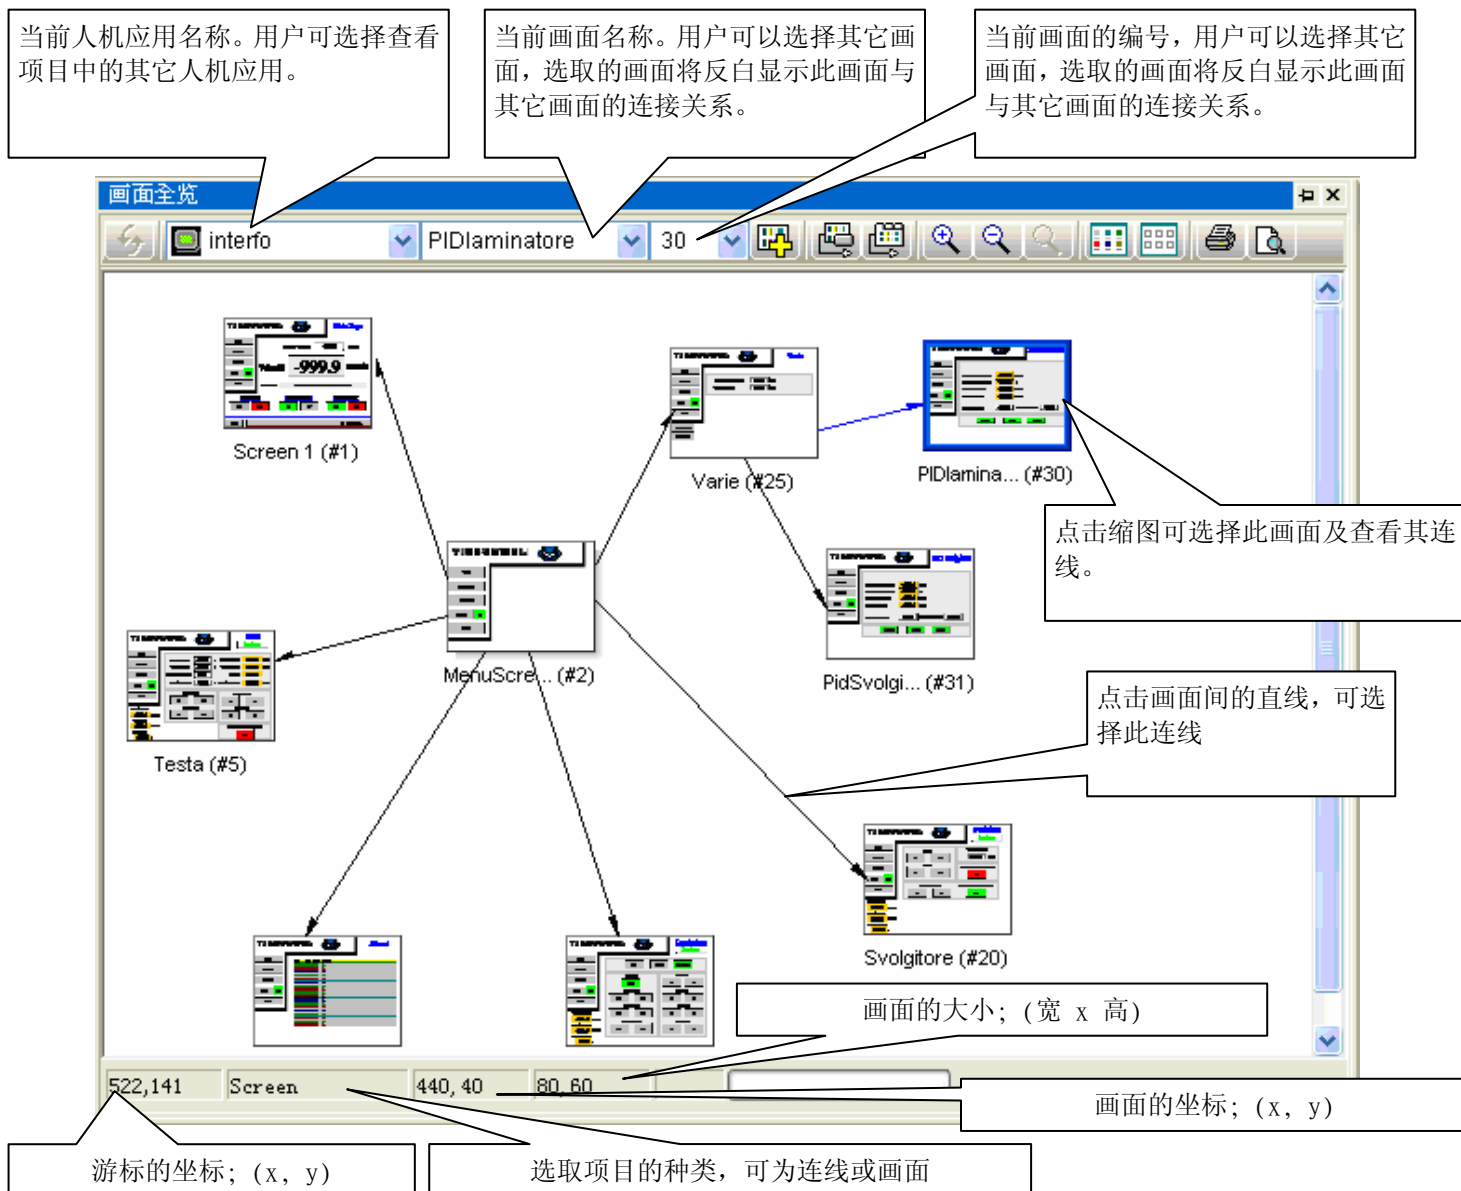 当前人机应用名称。用户可选择查看
项目中的其它人机应用。
当前画面名称。用户可以选择其它画
面,选取的画面将反白显示此画面与
其它画面的连接关系。
当前画面的编号,用户可以选择其它
画面,选取的画面将反白显示此画面
与其它画面的连接关系。
画面全览
interfo
PIDlaminatore
30
-999.9
Screen 1 (#1)
Varie (#25)
PIDlamina... (#30)
点击缩图可选择此画面及查看其连
线。
MenuScre... (#2)
PidSvolgi... (#31)
Testa (#5)
点击画面间的直线,可选
择此连线
Svolgitore (#20)
画面的大小; (宽 x 高)
522,141
Screen
440,40
80,60
画面的坐标; (x, y)
游标的坐标; (x, y)
选取项目的种类,可为连线或画面